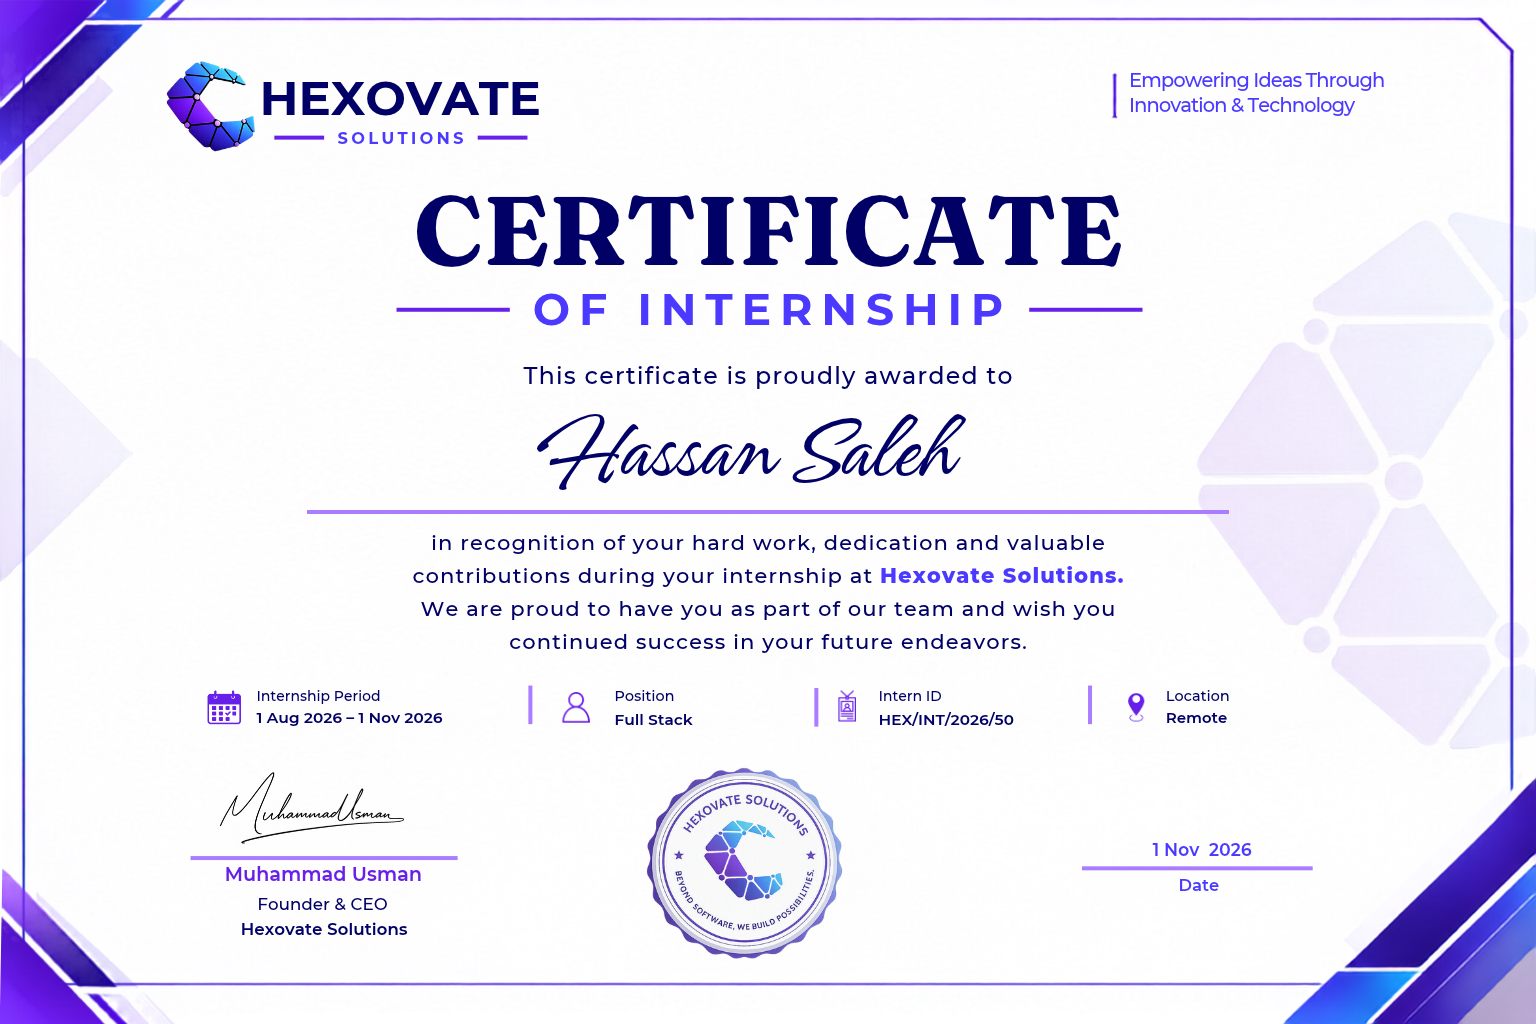 HEXOVATE
SOLUTIONS
Empowering Ideas Through
Innovation & Technology
CERTIFICATE
OF INTERNSHIP
This certificate is proudly awarded to
Hassan Saleh
in recognition of your hard work, dedication and valuable
contributions during your internship at Hexovate Solutions.
We are proud to have you as part of our team and wish you
continued success in your future endeavors.
Internship Period
1 Aug 2026 – 1 Nov 2026
Position
Full Stack
Intern ID
HEX/INT/2026/50
Location
Remote
Muhammad Usman
Muhammad Usman
Founder & CEO
Hexovate Solutions
HEXOVATE SOLUTIONS
BEYOND SOFTWARE, WE BUILD POSSIBILITIES.
1 Nov 2026
Date